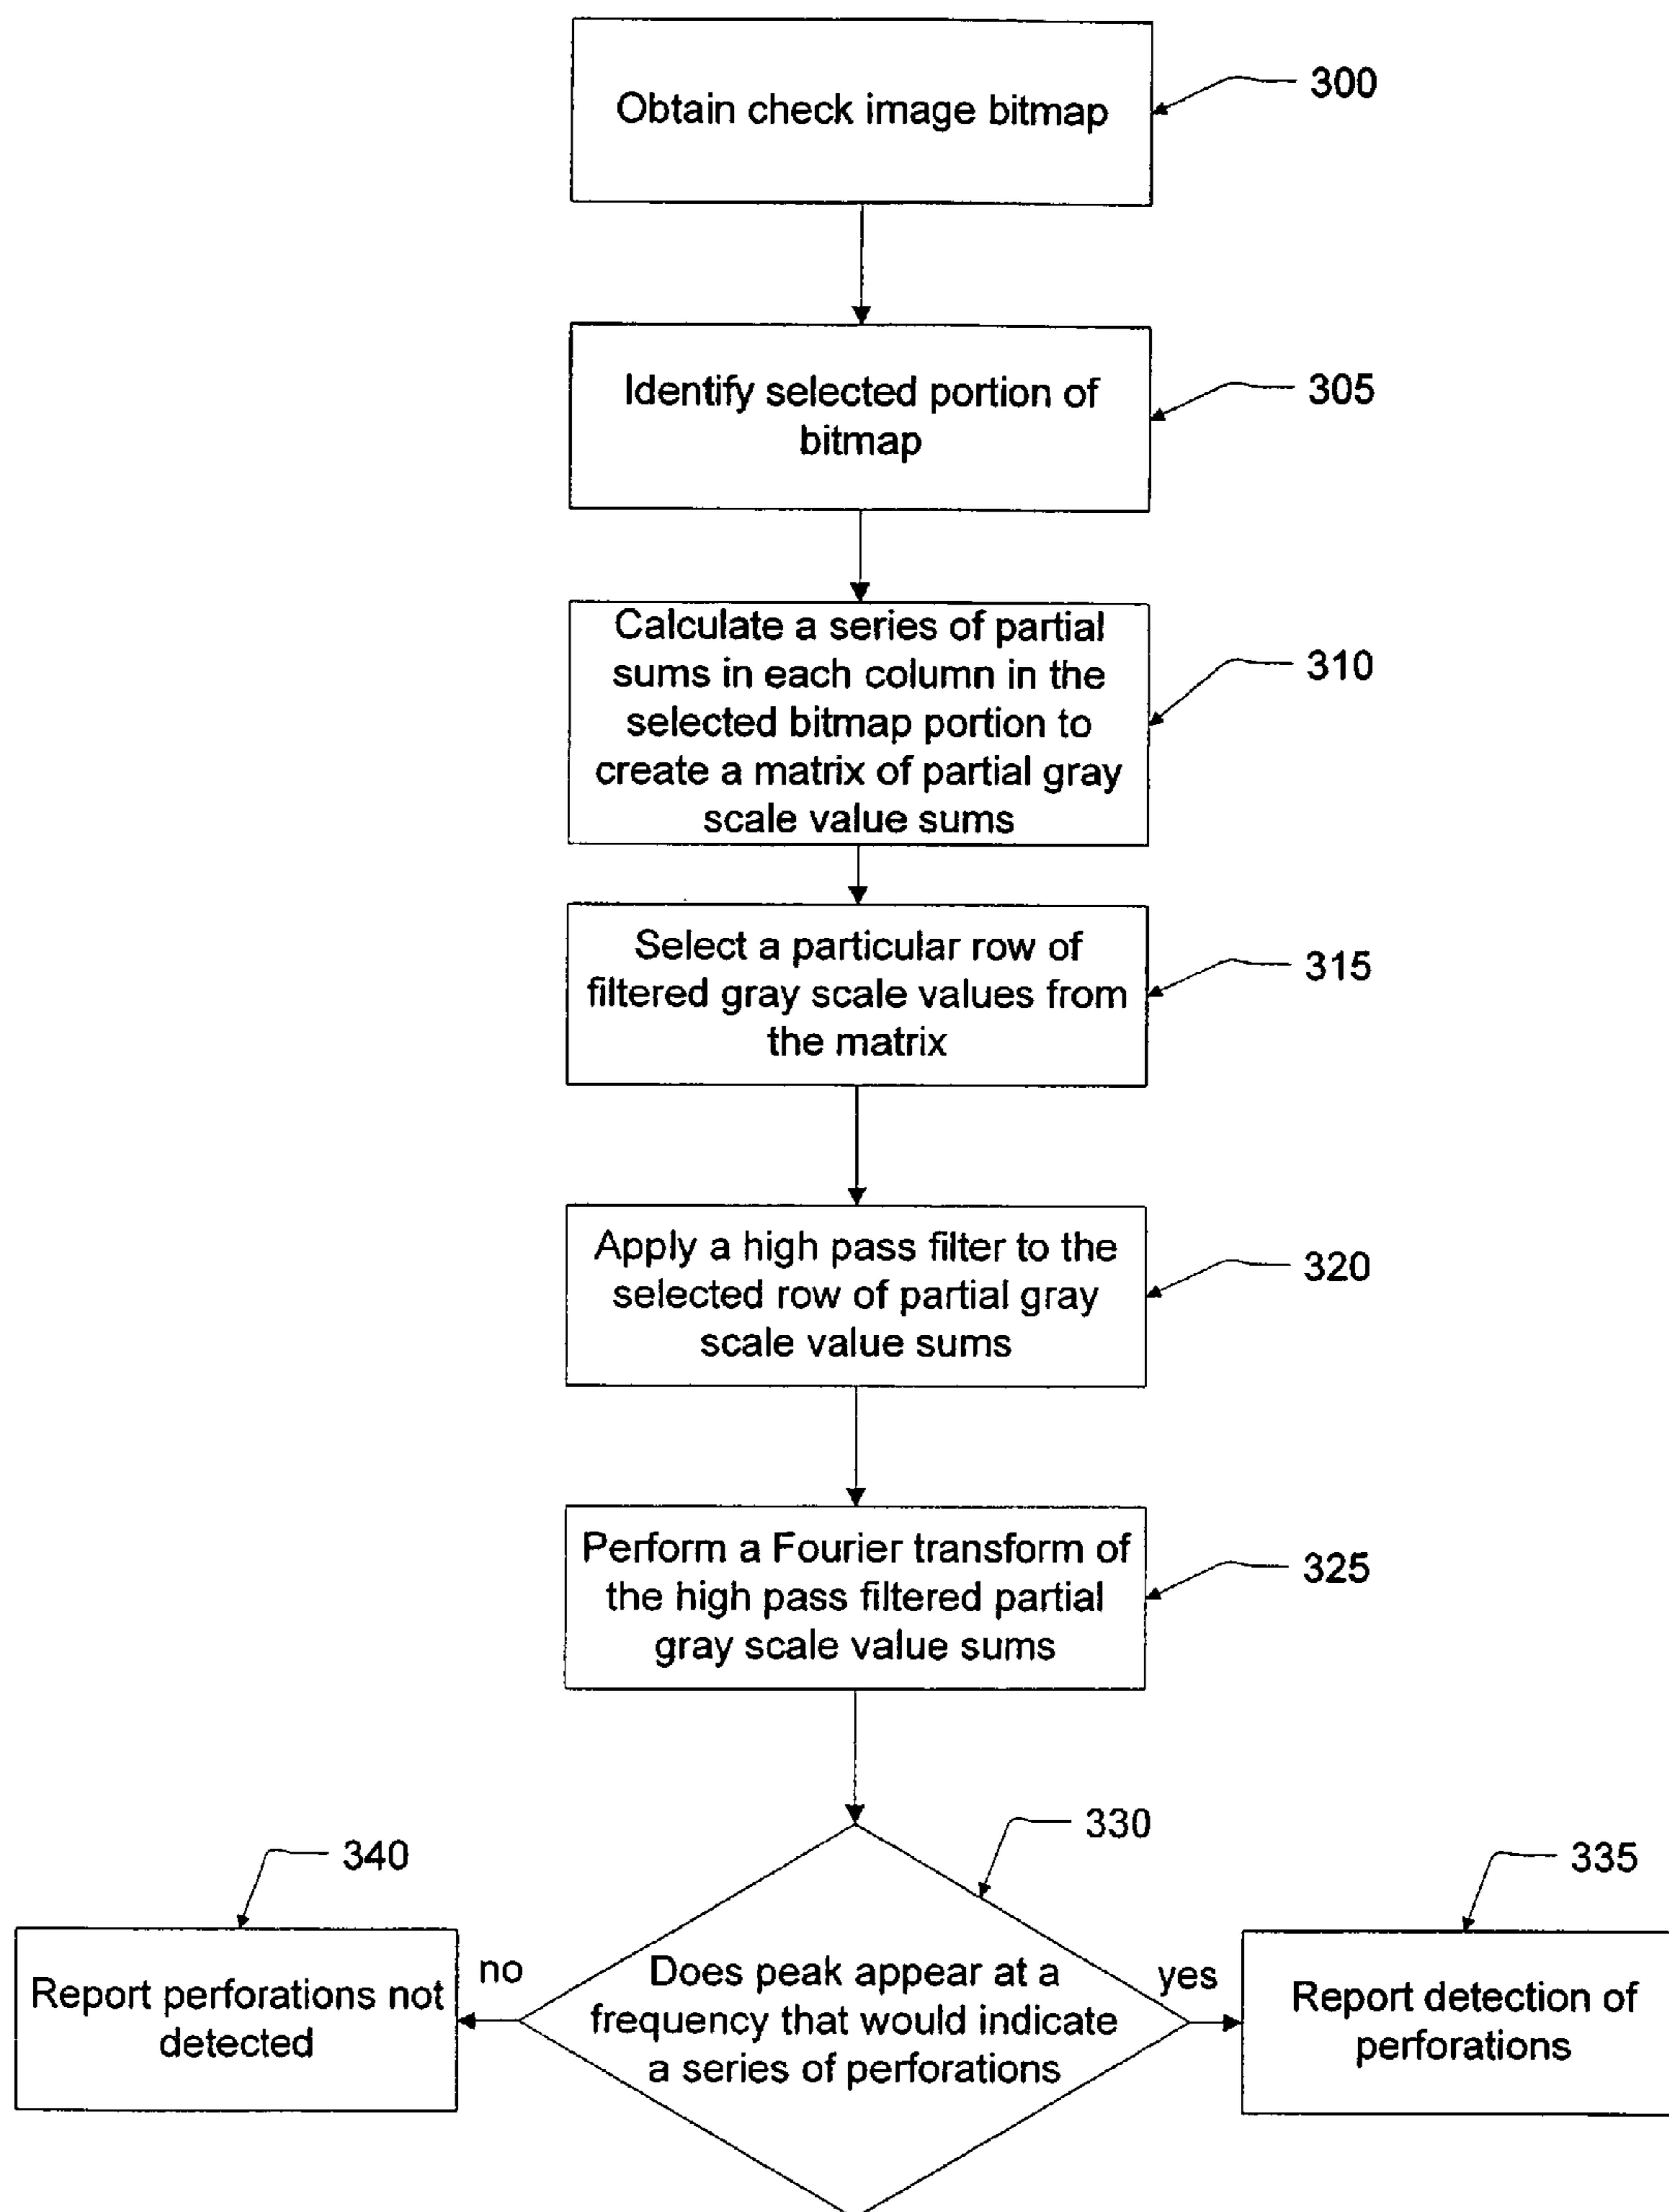 Obtain check image bitmap
300
Identify selected portion of
bitmap
305
Calculate a series of partial
sums in each column in the
selected bitmap portion to
create a matrix of partial gray
scale value sums
310
Select a particular row of
filtered gray scale values from
the matrix
315
Apply a high pass filter to the
selected row of partial gray
scale value sums
320
Perform a Fourier transform of
the high pass filtered partial
gray scale value sums
325
330
340
335
Report perforations not
detected
no
Does peak appear at a
frequency that would indicate
a series of perforations
yes
Report detection of
perforations